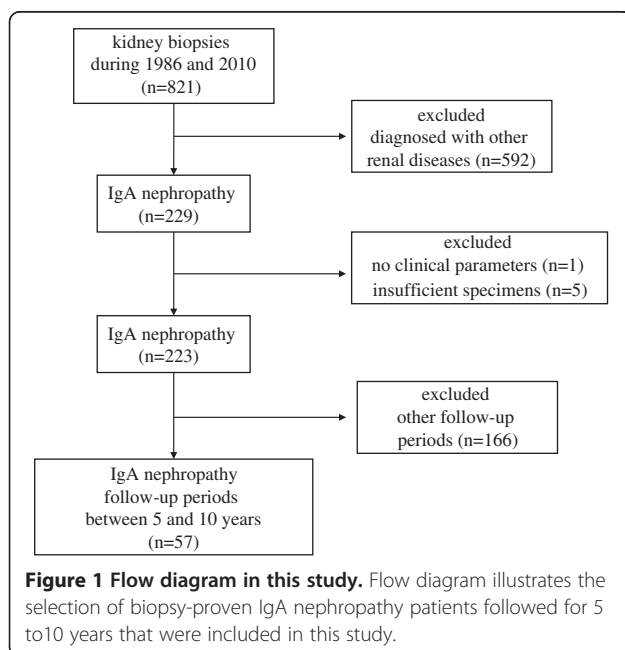 kidney biopsies
during 1986 and 2010
(n=821)
excluded
diagnosed with other
renal diseases (n=592)
IgA nephropathy
(n=229)
excluded
no clinical parameters (n=1)
insufficient specimens (n=5)
IgA nephropathy
(n=223)
excluded
other follow-up
periods (n=166)
IgA nephropathy
follow-up periods
between 5 and 10 years
(n=57)
Figure 1 Flow diagram in this study. Flow diagram illustrates the
selection of biopsy-proven IgA nephropathy patients followed for 5
to10 years that were included in this study.